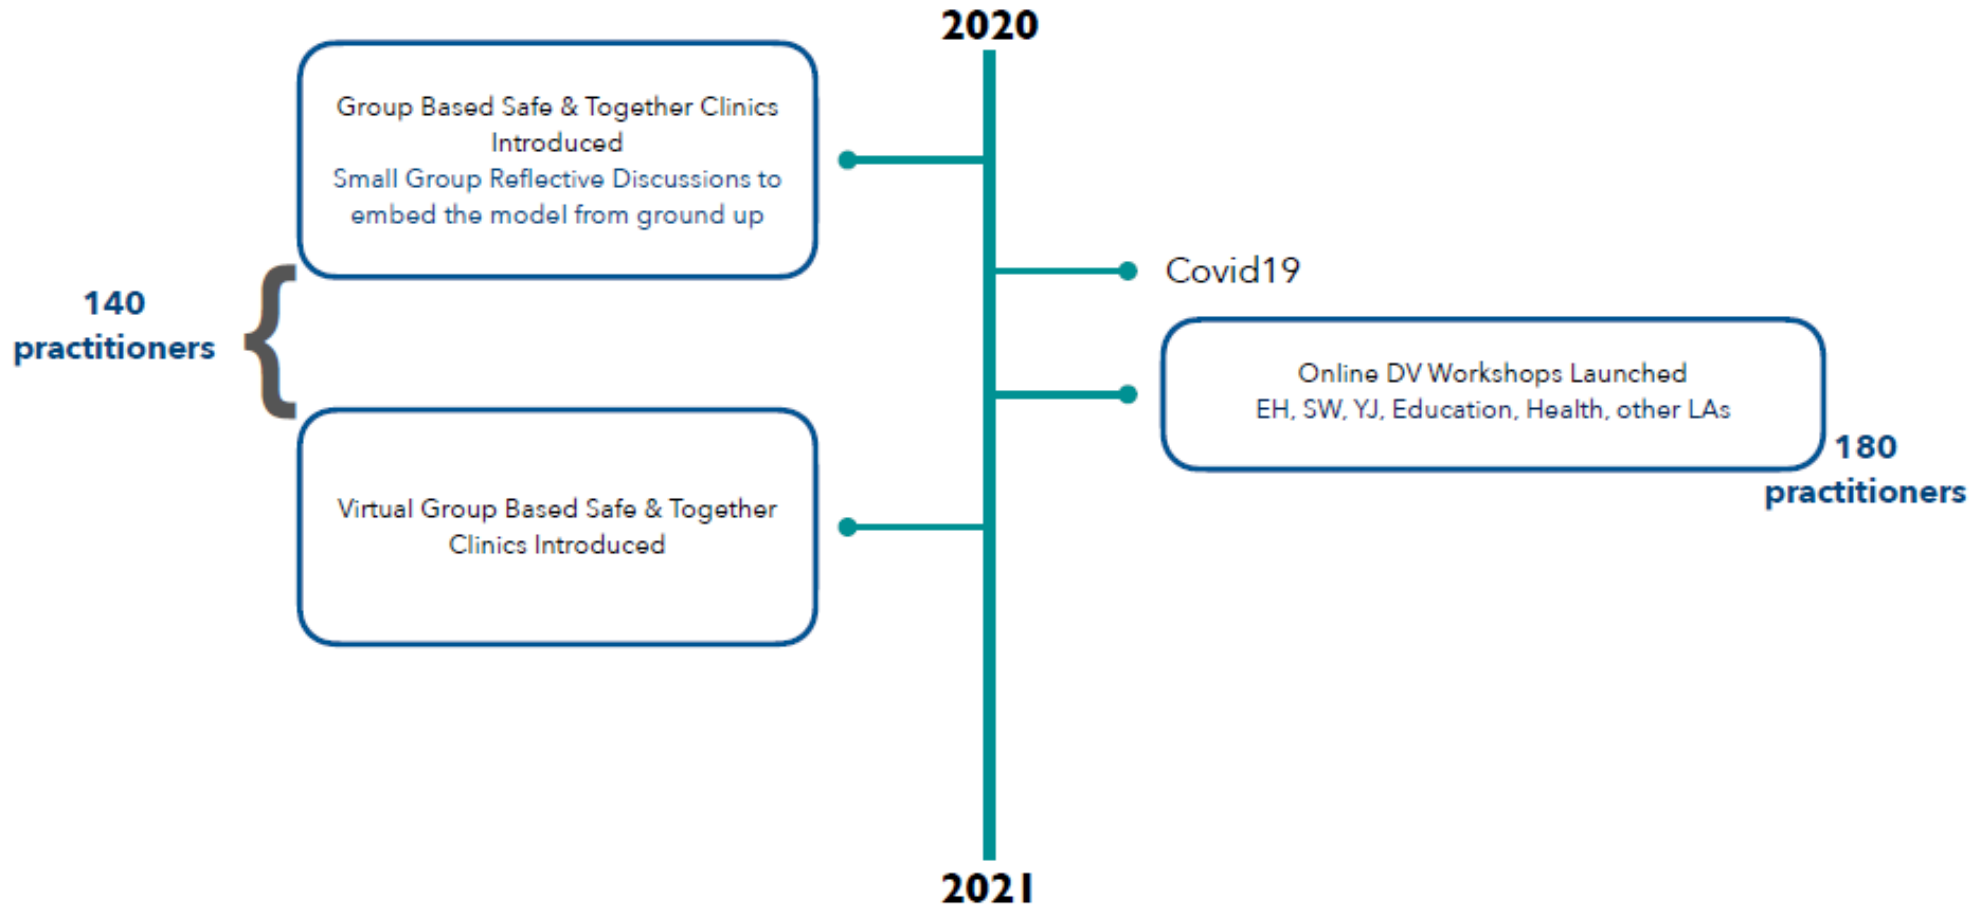 2020
Group Based Safe & Together Clinics
Introduced
Small Group Reflective Discussions to
embed the model from ground up
Covid19
140
practitioners
Online DV Workshops Launched
EH, SW, YJ, Education, Health, other LAs
180
practitioners
Virtual Group Based Safe & Together
Clinics Introduced
2021